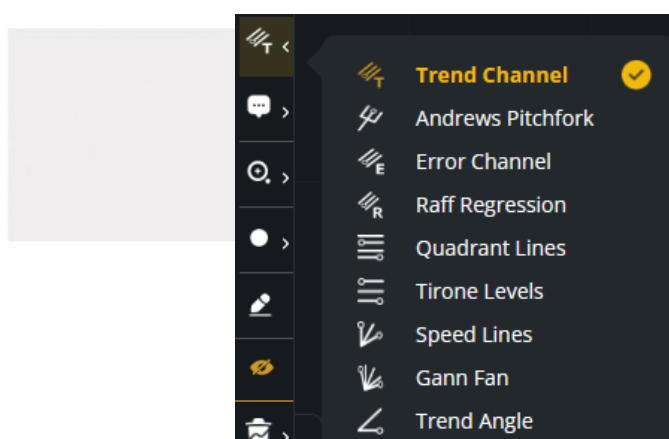 T
Trend Channel
Andrews Pitchfork
E
Error Channel
R
Raff Regression
Quadrant Lines
Tirone Levels
Speed Lines
Gann Fan
Trend Angle